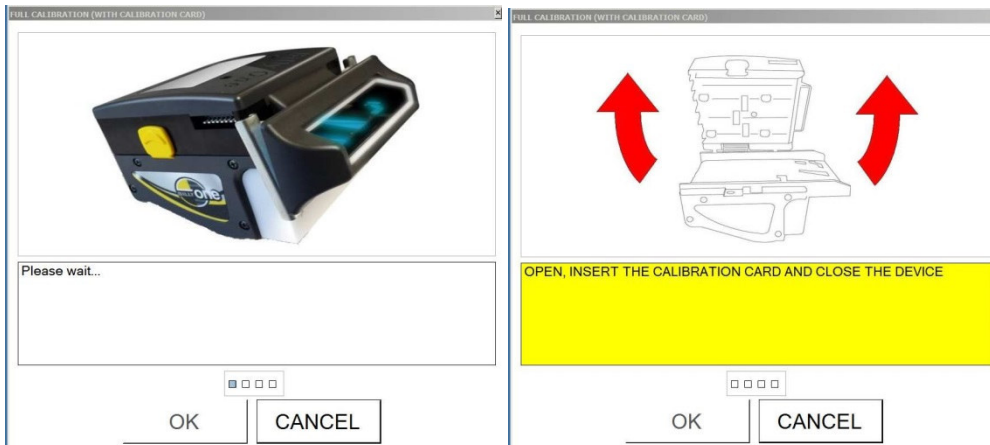 FULL CALIBRATION (WITH CALIBRATION CARD)
one
Please wait...
OK
CANCEL
FULL CALIBRATION (WITH CALIBRATION CARD)
OPEN, INSERT THE CALIBRATION CARD AND CLOSE THE DEVICE
OK
CANCEL